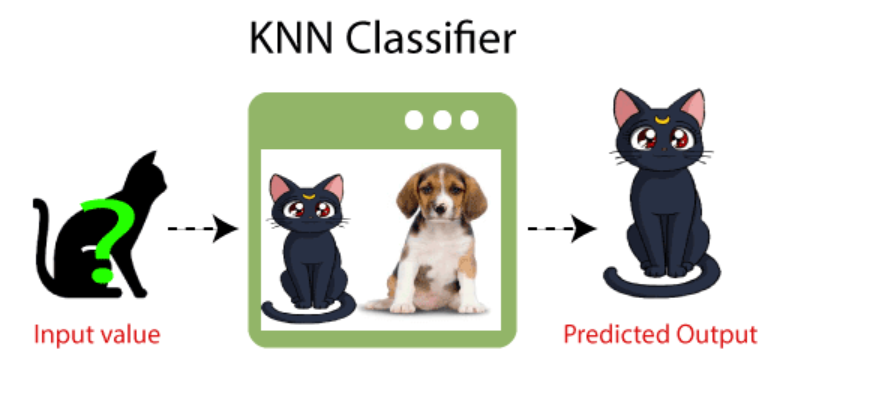 KNN Classifier
?
Input value
Predicted Output